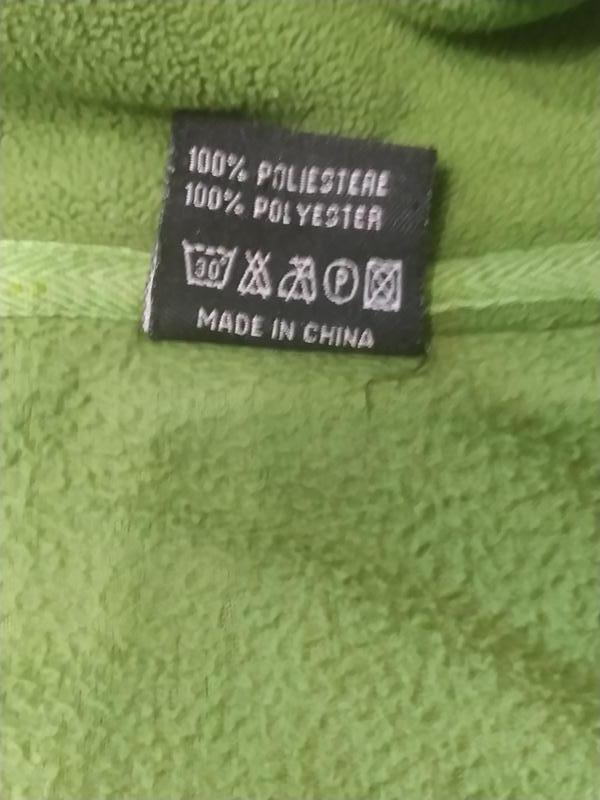 100% POLIESTERE
100% POLYESTER
30°
P
MADE IN CHINA